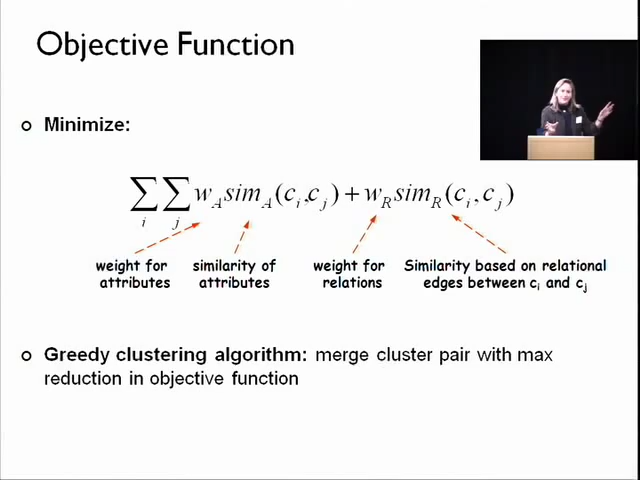 Objective Function
Minimize:
∑i ∑j w_A sim_A(c_i,c_j) + w_R sim_R(c_i,c_j)
weight for attributes
similarity of attributes
weight for relations
Similarity based on relational edges between c_i and c_j
Greedy clustering algorithm: merge cluster pair with max
reduction in objective function